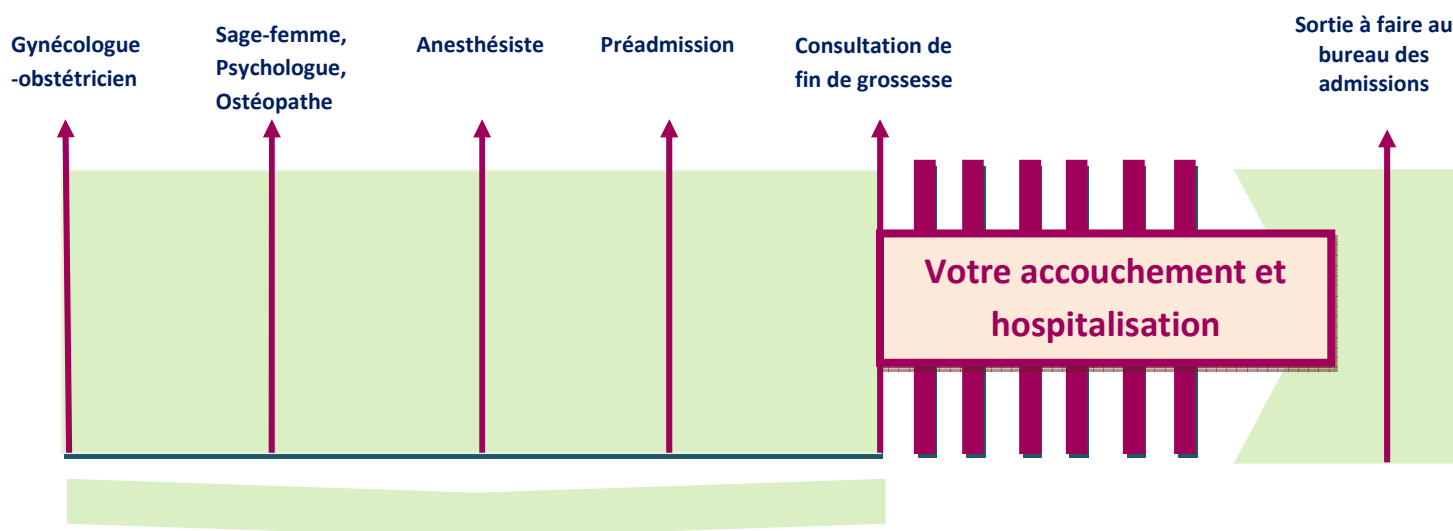 Gynécologue
-obstétricien
Sage-femme,
Psychologue,
Ostéopathe
Anesthésiste
Préadmission
Consultation de
fin de grossesse
Sortie à faire au
bureau des
admissions
Votre accouchement et
hospitalisation